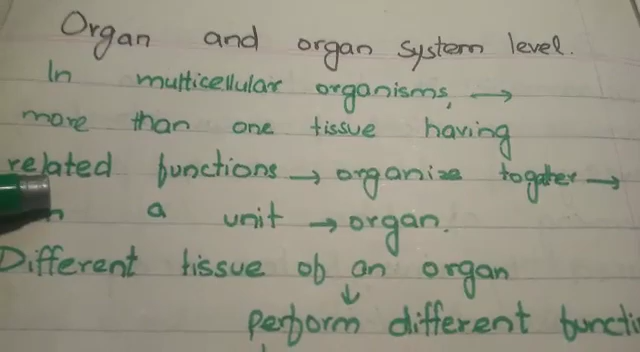 Organ and organ system level.
In multicellular organisms, →
more than one tissue having
related functions → organize togather →
a unit → organ.
Different tissue of an organ
↓
perform different functi